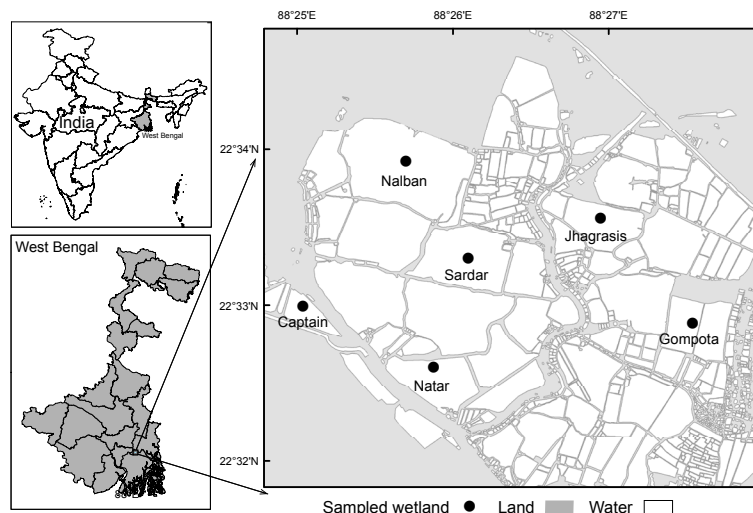 88°25'E 88°26'E 88°27'E
India
West Bengal
22°34'N
Nalban
Jhagrasis
West Bengal
Sardar
22°33'N
Captain
Gompota
Natar
22°32'N
Sampled wetland Land Water